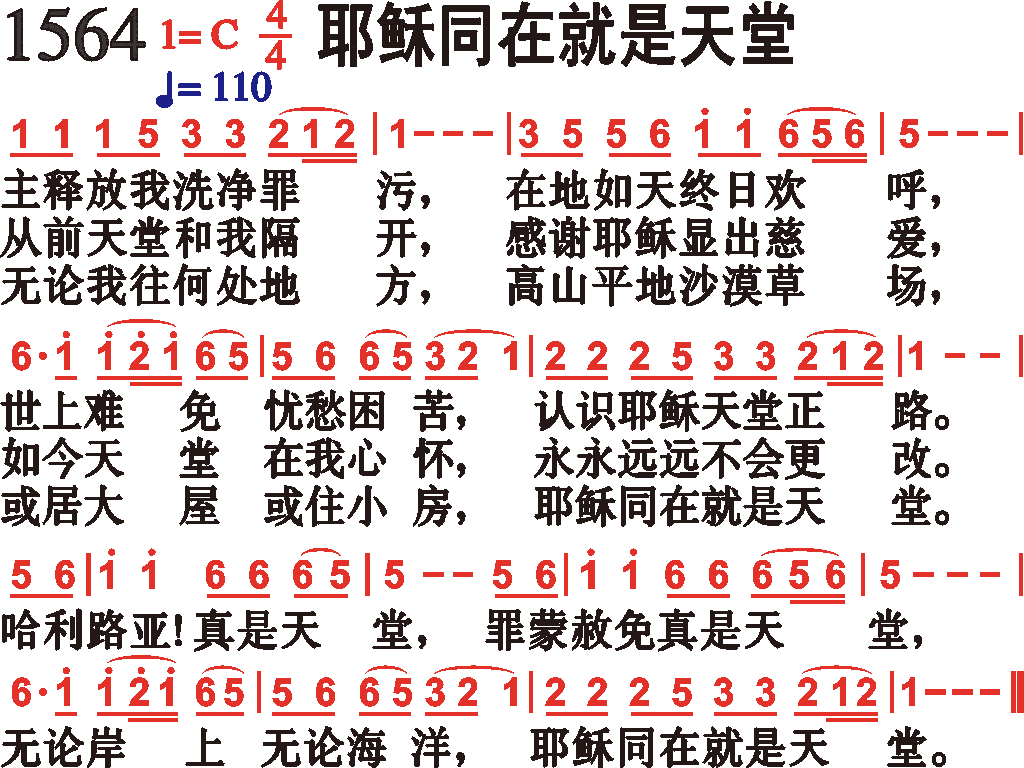 1564 1=C 4/4 耶稣同在就是天堂
♩= 110
1 1 1 5 3 3 2 1 2 | 1 - - - | 3 5 5 6 i i 6 5 6 | 5 - - - |
主释放我洗净罪 污， 在地如天终日欢 呼，
从前天堂和我隔 开， 感谢耶稣显出慈 爱，
无论我往何处地 方， 高山平地沙漠草 场，
6 · i i 2̇ i 6 5 | 5 6 6 5 3 2 1 | 2 2 2 5 3 3 2 1 2 | 1 - - |
世上难 免 忧愁困 苦， 认识耶稣天堂正 路。
如今天 堂 在我心 怀， 永永远远不会更 改。
或居大 屋 或住小 房， 耶稣同在就是天 堂。
5 6 | i i 6 6 6 5 | 5 - - 5 6 | i i 6 6 6 5 6 | 5 - - - |
哈利路亚!真是天 堂， 罪蒙赦免真是天 堂，
6 · i i 2̇ i 6 5 | 5 6 6 5 3 2 1 | 2 2 2 5 3 3 2 1 2 | 1 - - - ‖
无论岸 上 无论海 洋， 耶稣同在就是天 堂。